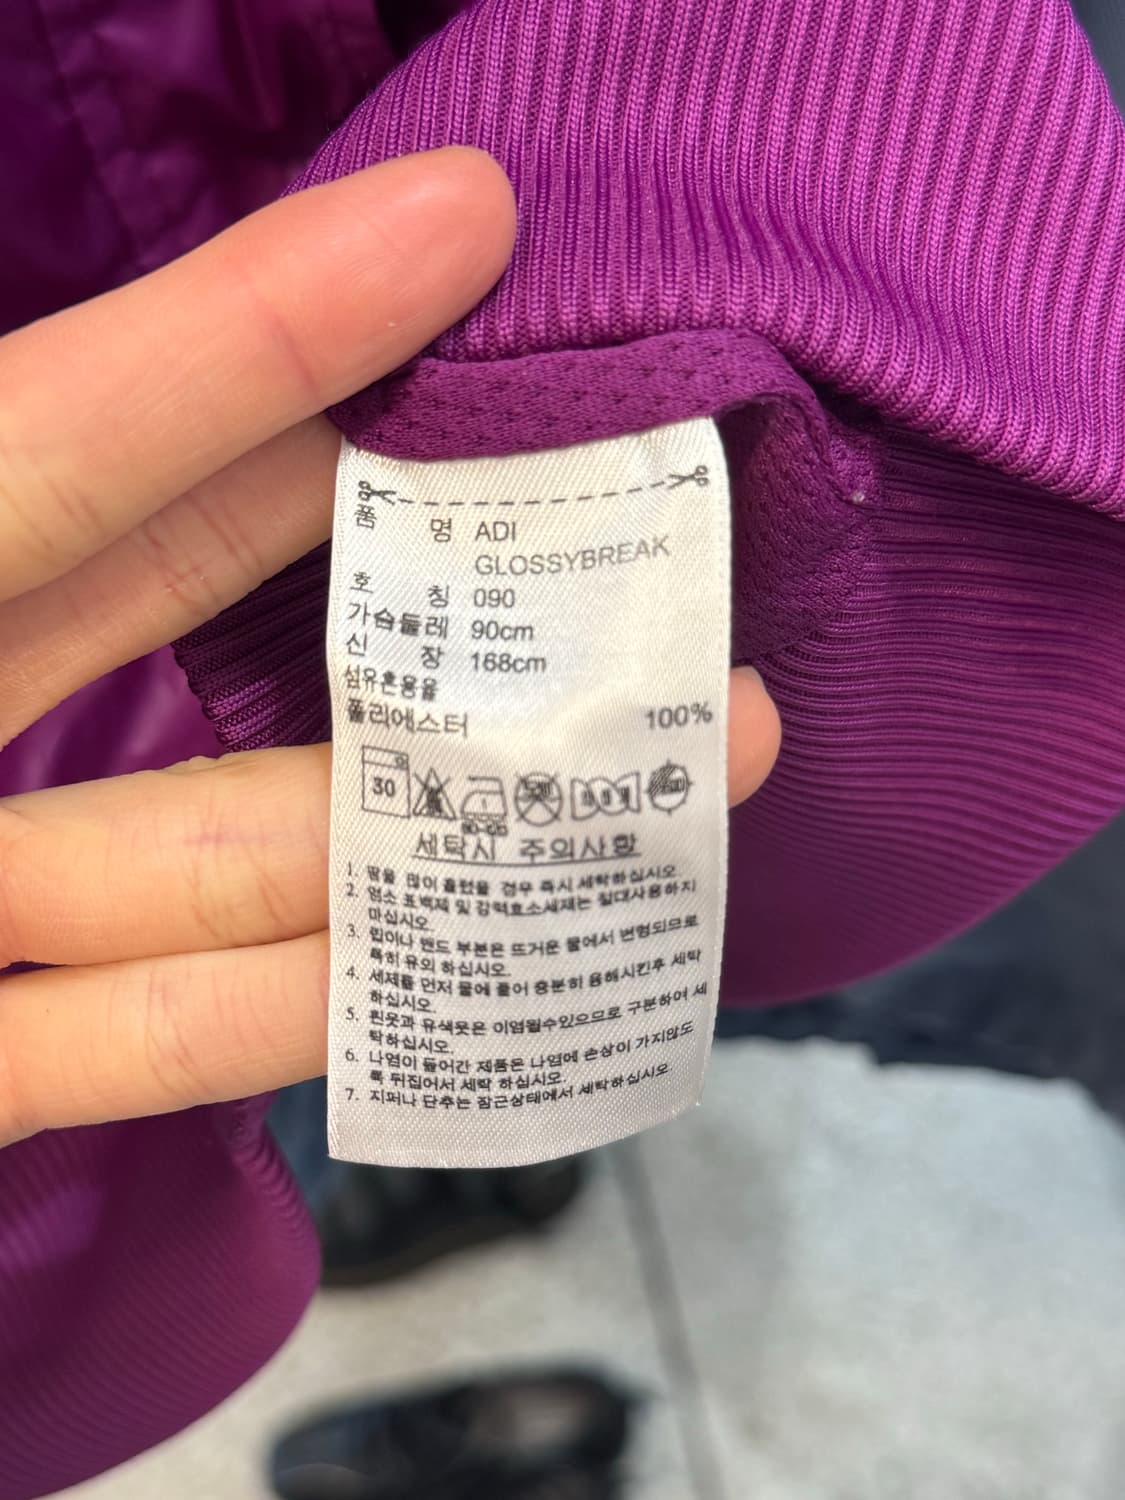 품 명 ADI
GLOSSYBREAK
호 칭 090
가슴둘레 90cm
신 장 168cm
섬유혼용율
폴리에스터 100%
30
80-120
세탁시 주의사항
1. 땀을 많이 흘렸을 경우 즉시 세탁하십시오.
2. 염소 표백제 및 강력효소세제는 절대사용하지
마십시오.
3. 립이나 밴드 부분은 뜨거운 물에서 변형되므로
특히 유의 하십시오.
4. 세제를 먼저 물에 풀어 충분히 용해시킨후 세탁
하십시오.
5. 흰옷과 유색옷은 이염될수있으므로 구분하여 세
탁하십시오.
6. 나염이 들어간 제품은 나염에 손상이 가지않도
록 뒤집어서 세탁 하십시오.
7. 지퍼나 단추는 잠근상태에서 세탁하십시오.